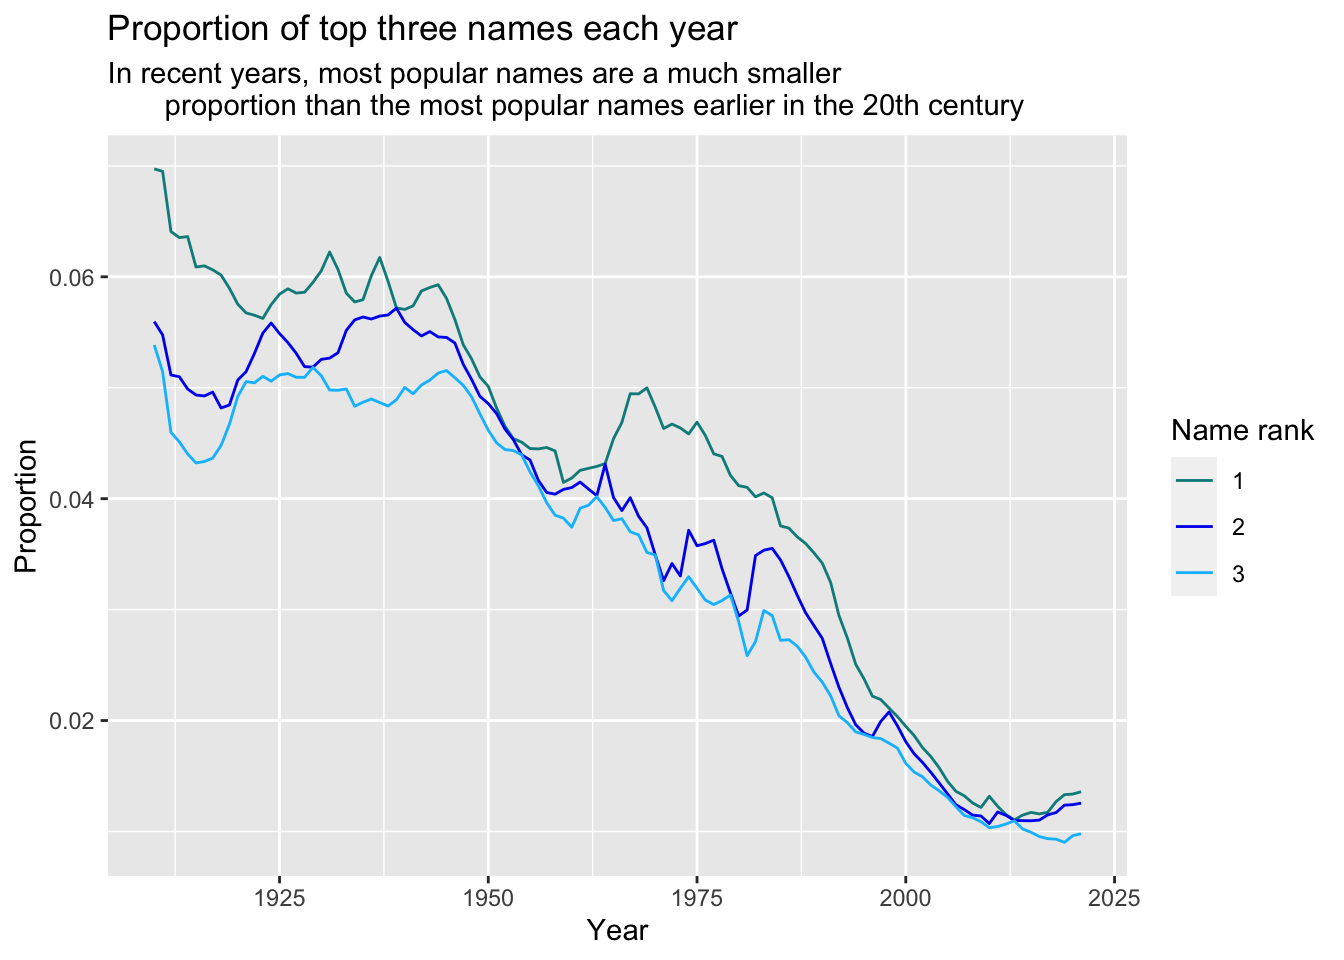 Proportion of top three names each year
In recent years, most popular names are a much smaller
proportion than the most popular names earlier in the 20th century
0.06
0.04
0.02
Proportion
1925
1950
1975
2000
2025
Year
Name rank
1
2
3